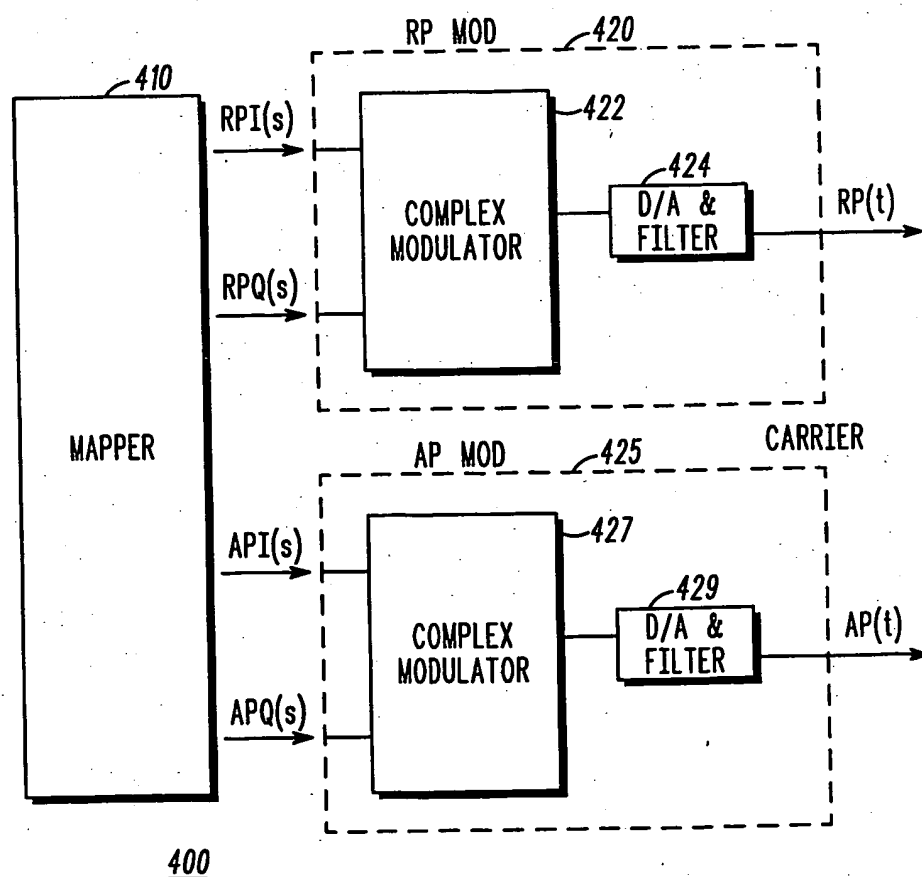 RP MOD
420
410
RPI(s)
422
424
D/A &
FILTER
RP(t)
COMPLEX
MODULATOR
RPQ(s)
MAPPER
CARRIER
AP MOD
425
API(s)
427
429
D/A &
FILTER
AP(t)
COMPLEX
MODULATOR
APQ(s)
400